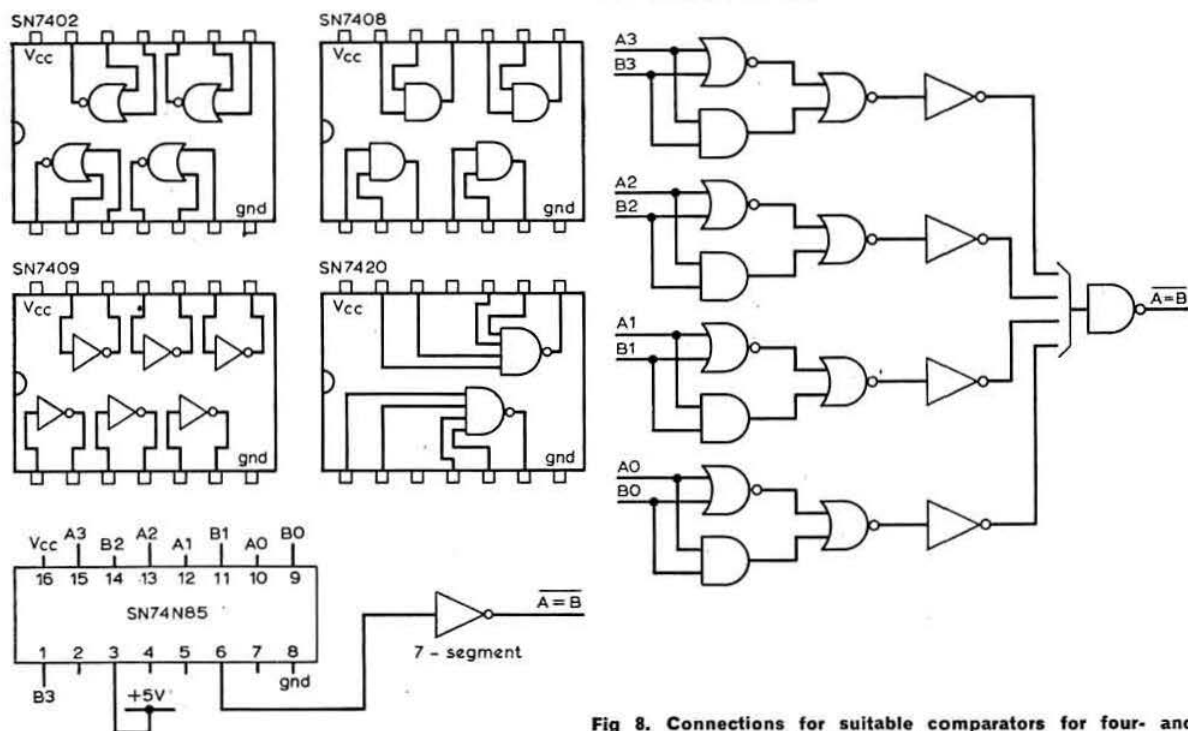 SN7402
Vcc
gnd
SN7408
Vcc
gnd
SN7409
Vcc
gnd
SN7420
Vcc
gnd
Vcc A3 B2 A2 A1 B1 A0 B0
16 15 14 13 12 11 10 9
SN74N85
1 2 3 4 5 6 7 8
B3
+5V
gnd
A=B
7-segment
A3
B3
A2
B2
A1
B1
A0
B0
A=B
Fig 8. Connections for suitable comparators for four- and